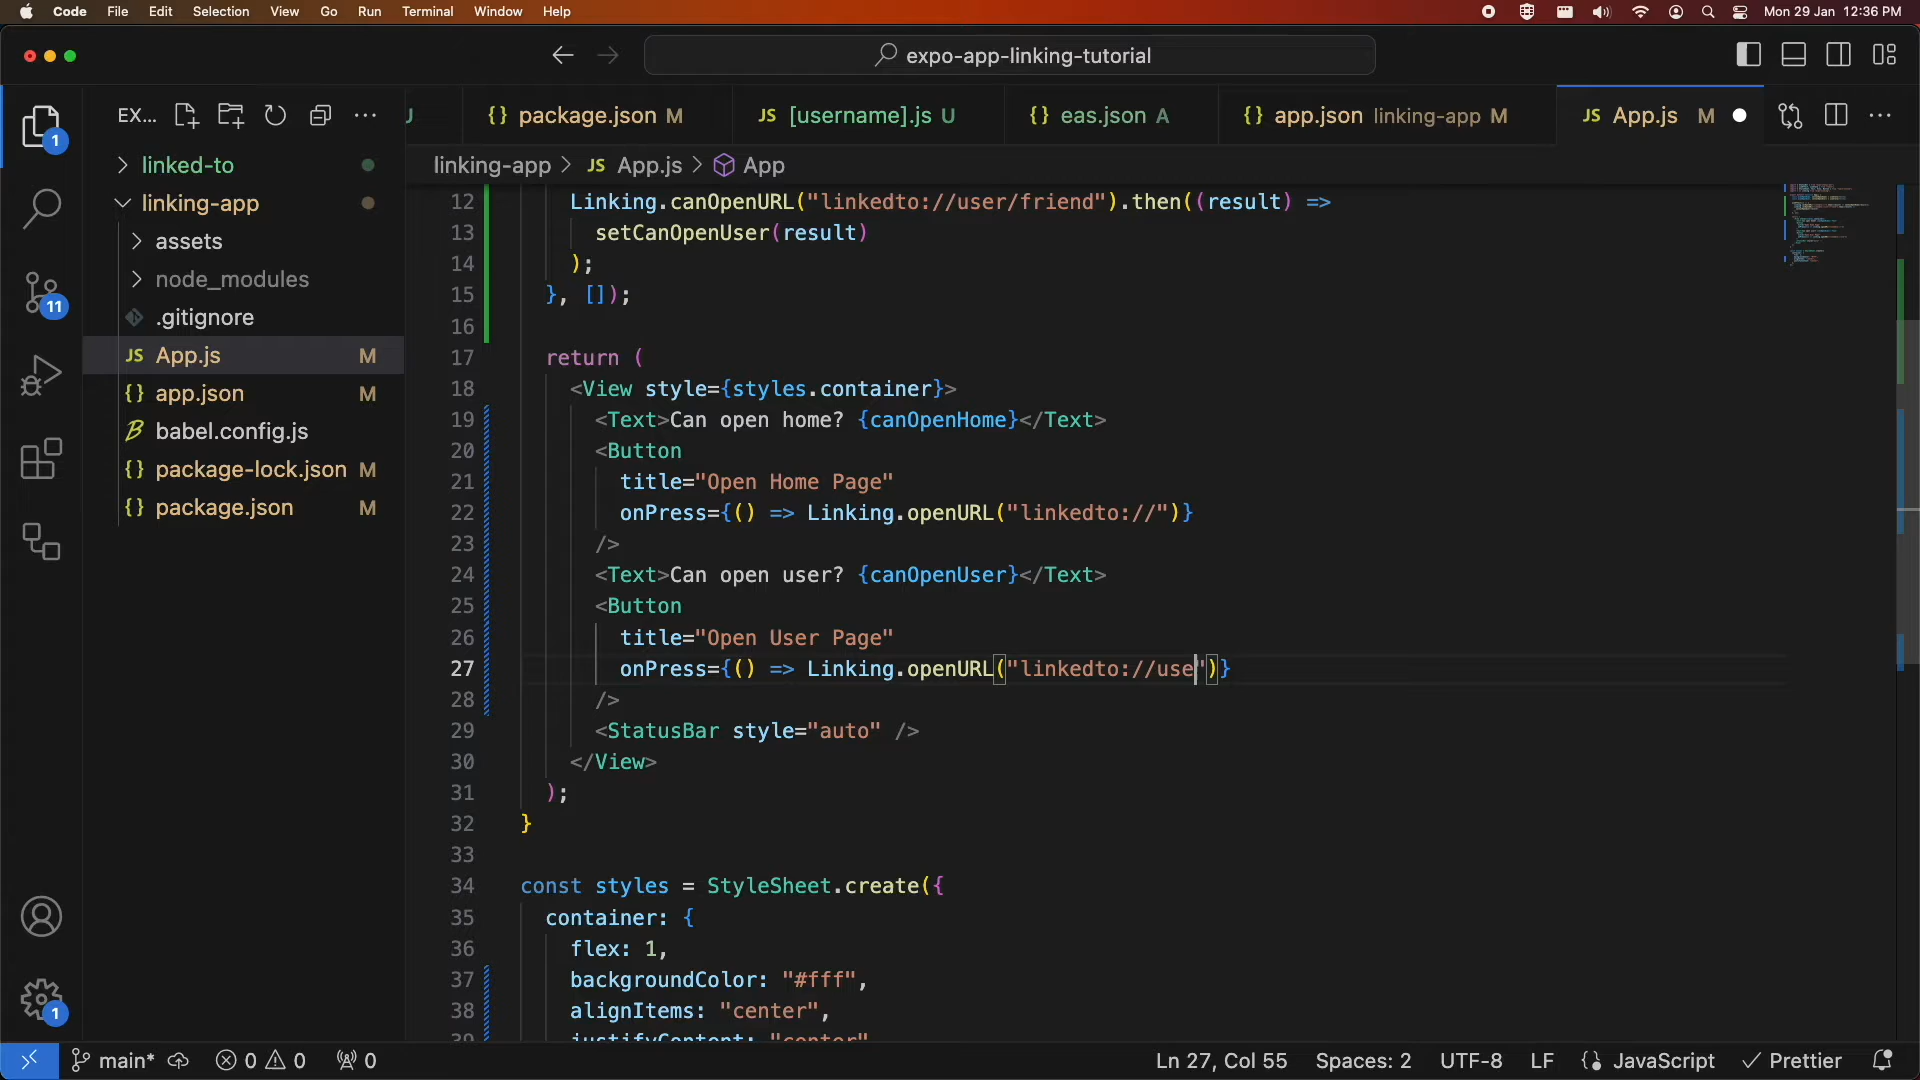 Code File Edit Selection View Go Run Terminal Window Help Mon 29 Jan 12:36 PM
expo-app-linking-tutorial
EX...
package.json M
JS [username].js U
{} eas.json A
{} app.json linking-app M
JS App.js M
linking-app > JS App.js > App
linked-to
linking-app
assets
node_modules
.gitignore
JS App.js M
{} app.json M
babel.config.js
{} package-lock.json M
{} package.json M
1
11
1
12 Linking.canOpenURL("linkedto://user/friend").then((result) =>
13 setCanOpenUser(result)
14 );
15 }, []);
16
17 return (
18 <View style={styles.container}>
19 <Text>Can open home? {canOpenHome}</Text>
20 <Button
21 title="Open Home Page"
22 onPress={() => Linking.openURL("linkedto://")}
23 />
24 <Text>Can open user? {canOpenUser}</Text>
25 <Button
26 title="Open User Page"
27 onPress={() => Linking.openURL("linkedto://use")}
28 />
29 <StatusBar style="auto" />
30 </View>
31 );
32 }
33
34 const styles = StyleSheet.create({
35 container: {
36 flex: 1,
37 backgroundColor: "#fff",
38 alignItems: "center",
main* 0 0 0 Ln 27, Col 55 Spaces: 2 UTF-8 LF {} JavaScript Prettier